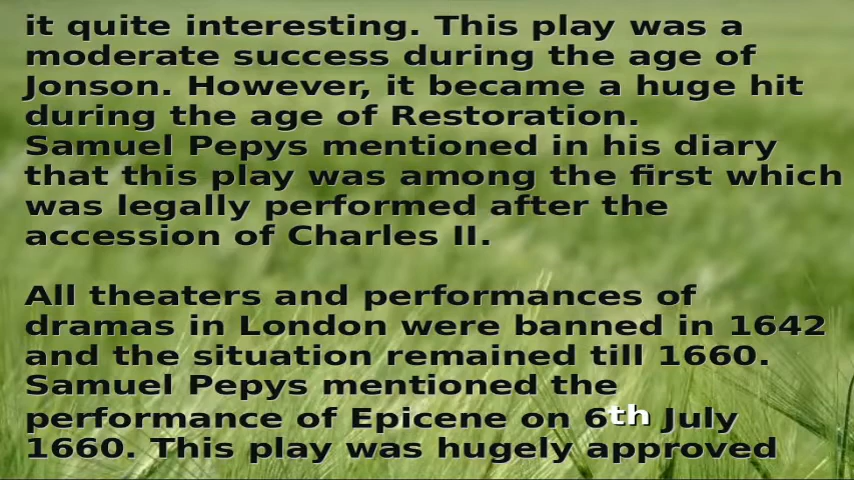 it quite interesting. This play was a
moderate success during the age of
Jonson. However, it became a huge hit
during the age of Restoration.
Samuel Pepys mentioned in his diary
that this play was among the first which
was legally performed after the
accession of Charles II.
All theaters and performances of
dramas in London were banned in 1642
and the situation remained till 1660.
Samuel Pepys mentioned the
performance of Epicene on 6th July
1660. This play was hugely approved